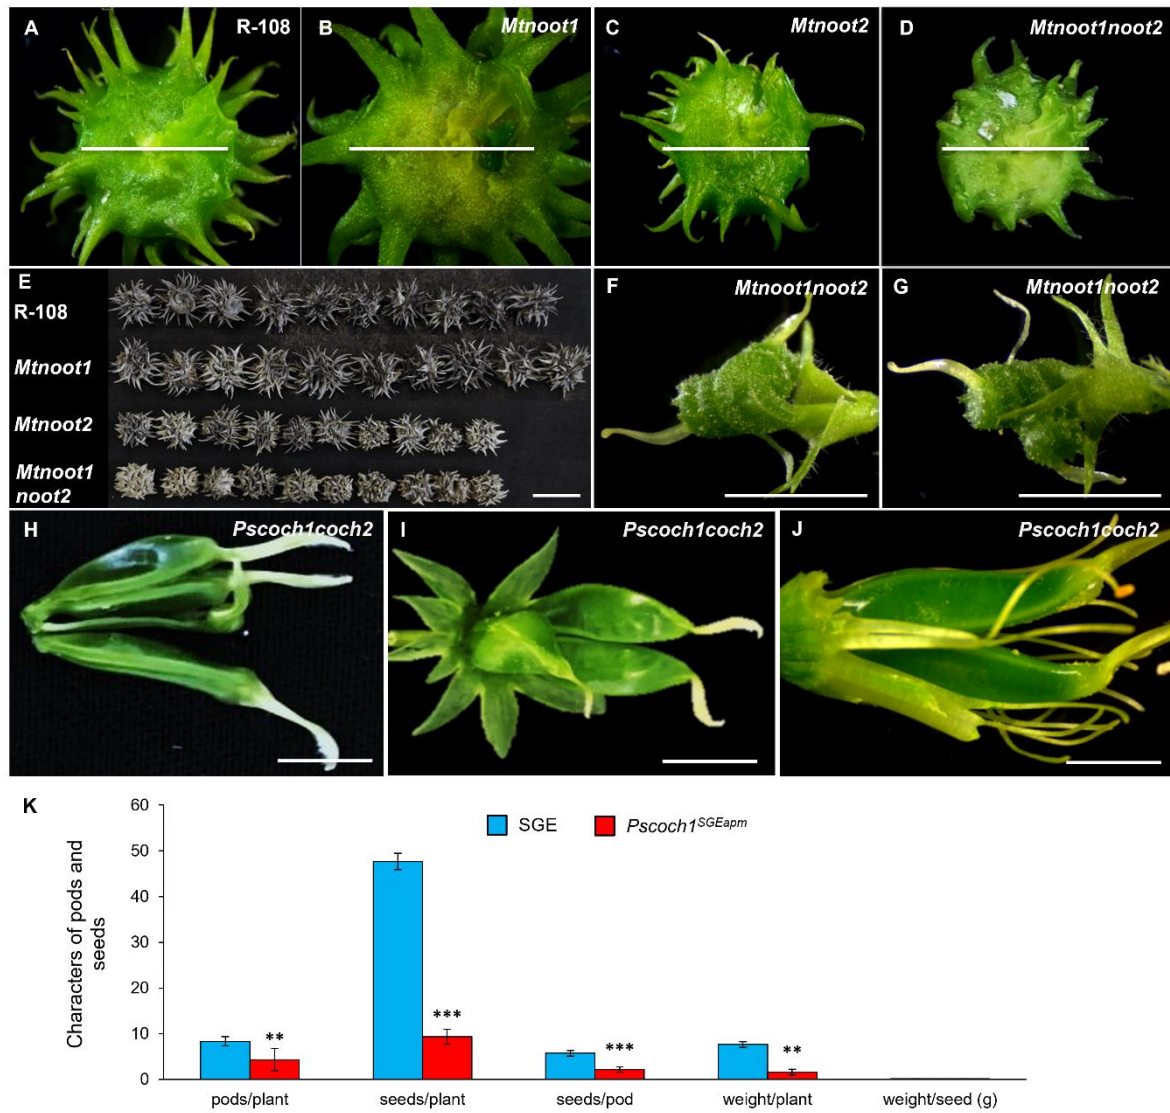 A
R-108
B
Mtnoot1
C
Mtnoot2
D
Mtnoot1noot2
E
R-108
Mtnoot1
Mtnoot2
Mtnoot1
noot2
F
Mtnoot1noot2
G
Mtnoot1noot2
H
Pscoch1coch2
I
Pscoch1coch2
J
Pscoch1coch2
K
Characters of pods and
seeds
60
50
40
30
20
10
0
SGE
Pscoch1SGEapm
**
***
***
**
pods/plant
seeds/plant
seeds/pod
weight/plant
weight/seed (g)